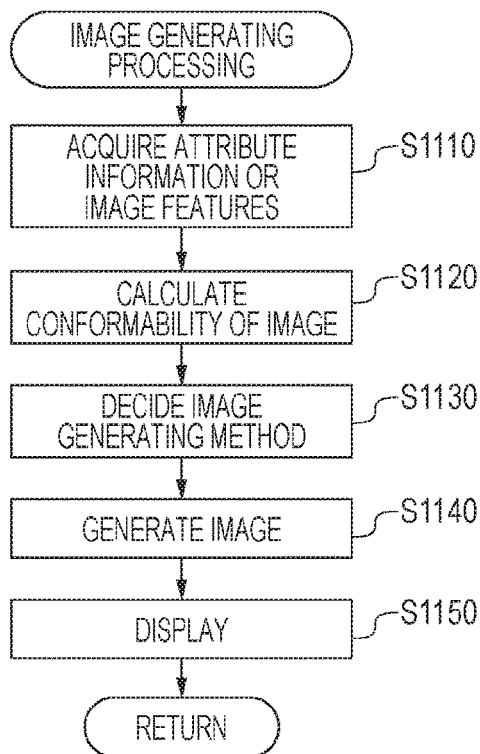 IMAGE GENERATING
PROCESSING
ACQUIRE ATTRIBUTE
INFORMATION OR
IMAGE FEATURES
S1110
CALCULATE
CONFORMABILITY OF IMAGE
S1120
DECIDE IMAGE
GENERATING METHOD
S1130
GENERATE IMAGE
S1140
DISPLAY
S1150
RETURN